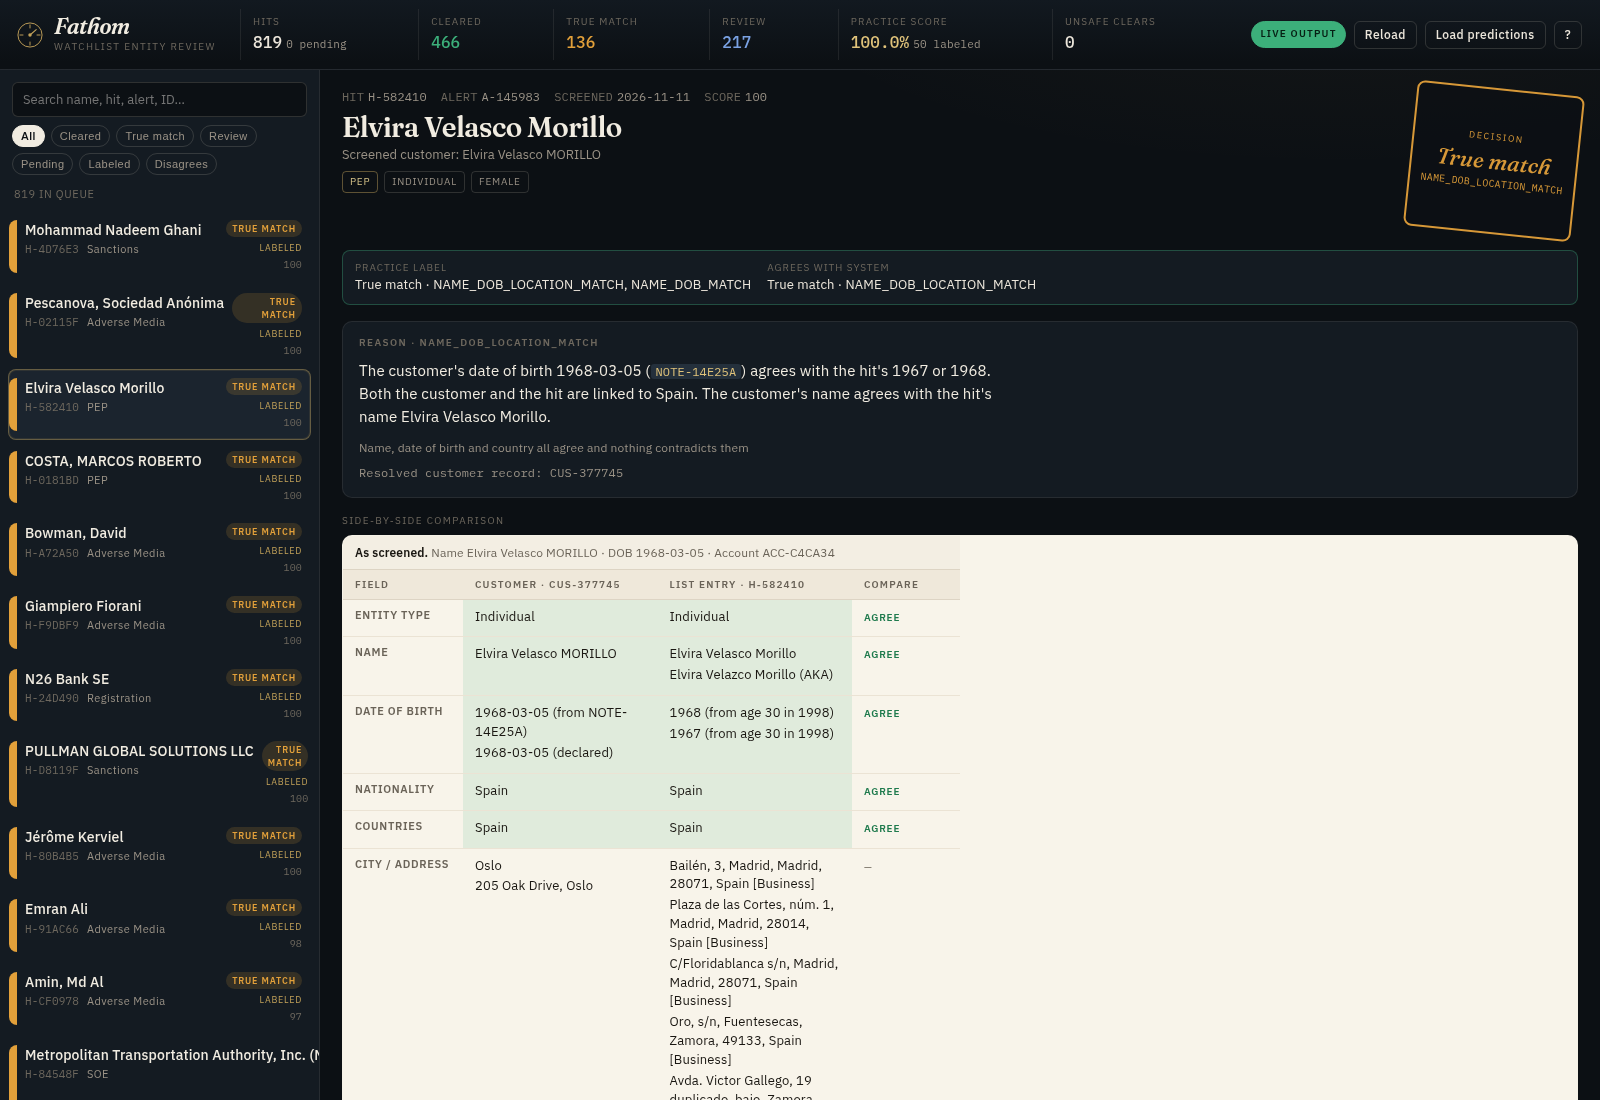 Fathom
WATCHLIST ENTITY REVIEW
HITS
819 0 pending
CLEARED
466
TRUE MATCH
136
REVIEW
217
PRACTICE SCORE
100.0% 50 labeled
UNSAFE CLEARS
0
LIVE OUTPUT
Reload
Load predictions
?
Search name, hit, alert, ID...
All
Cleared
True match
Review
Pending
Labeled
Disagrees
819 IN QUEUE
Mohammad Nadeem Ghani
TRUE MATCH
H-4D76E3 Sanctions
LABELED
100
Pescanova, Sociedad Anónima
TRUE
MATCH
H-02115F Adverse Media
LABELED
100
Elvira Velasco Morillo
TRUE MATCH
H-582410 PEP
LABELED
100
COSTA, MARCOS ROBERTO
TRUE MATCH
H-0181BD PEP
LABELED
100
Bowman, David
TRUE MATCH
H-A72A50 Adverse Media
LABELED
100
Giampiero Fiorani
TRUE MATCH
H-F9DBF9 Adverse Media
LABELED
100
N26 Bank SE
TRUE MATCH
H-24D490 Registration
LABELED
100
PULLMAN GLOBAL SOLUTIONS LLC
TRUE
MATCH
H-D8119F Sanctions
LABELED
100
Jérôme Kerviel
TRUE MATCH
H-80B4B5 Adverse Media
LABELED
100
Emran Ali
TRUE MATCH
H-91AC66 Adverse Media
LABELED
98
Amin, Md Al
TRUE MATCH
H-CF0978 Adverse Media
LABELED
97
Metropolitan Transportation Authority, Inc.
H-84548F SOE
HIT H-582410 ALERT A-145983 SCREENED 2026-11-11 SCORE 100
Elvira Velasco Morillo
Screened customer: Elvira Velasco MORILLO
PEP
INDIVIDUAL
FEMALE
DECISION
True match
NAME_DOB_LOCATION_MATCH
PRACTICE LABEL
True match · NAME_DOB_LOCATION_MATCH, NAME_DOB_MATCH
AGREES WITH SYSTEM
True match · NAME_DOB_LOCATION_MATCH
REASON · NAME_DOB_LOCATION_MATCH
The customer's date of birth 1968-03-05 (NOTE-14E25A) agrees with the hit's 1967 or 1968.
Both the customer and the hit are linked to Spain. The customer's name agrees with the hit's
name Elvira Velasco Morillo.
Name, date of birth and country all agree and nothing contradicts them
Resolved customer record: CUS-377745
SIDE-BY-SIDE COMPARISON
As screened. Name Elvira Velasco MORILLO · DOB 1968-03-05 · Account ACC-C4CA34
FIELD
CUSTOMER · CUS-377745
LIST ENTRY · H-582410
COMPARE
ENTITY TYPE
Individual
Individual
AGREE
NAME
Elvira Velasco MORILLO
Elvira Velasco Morillo
Elvira Velazco Morillo (AKA)
AGREE
DATE OF BIRTH
1968-03-05 (from NOTE-
14E25A)
1968-03-05 (declared)
1968 (from age 30 in 1998)
1967 (from age 30 in 1998)
AGREE
NATIONALITY
Spain
Spain
AGREE
COUNTRIES
Spain
Spain
AGREE
CITY / ADDRESS
Oslo
205 Oak Drive, Oslo
Bailén, 3, Madrid, Madrid,
28071, Spain [Business]
Plaza de las Cortes, núm. 1,
Madrid, Madrid, 28014,
Spain [Business]
C/Floridablanca s/n, Madrid,
Madrid, 28071, Spain
[Business]
Oro, s/n, Fuentesecas,
Zamora, 49133, Spain
[Business]
Avda. Victor Gallego, 19
duplicado, bajo, Zamora
–